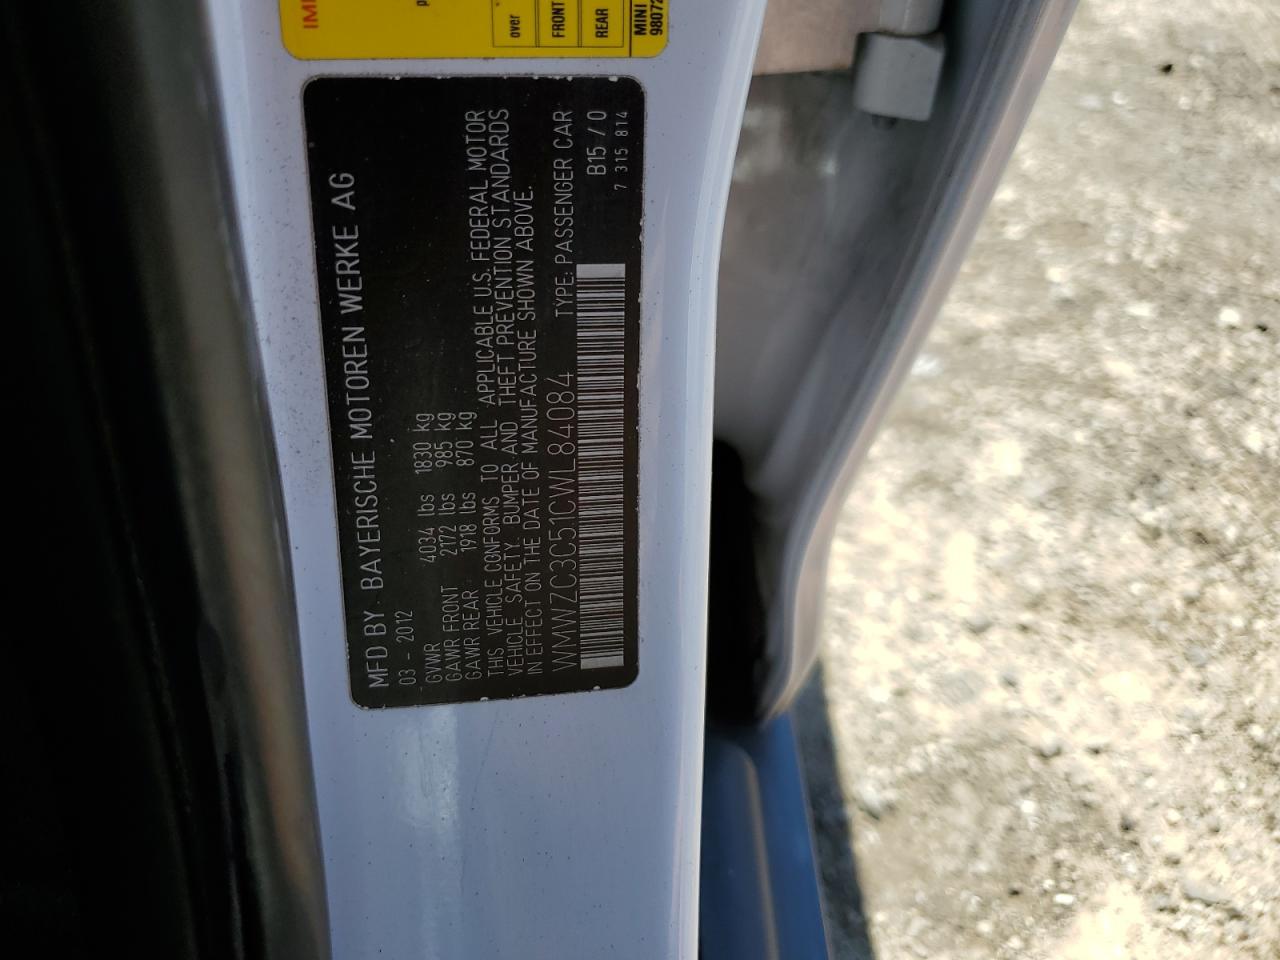 MFD BY. BAYERISCHE MOTOREN WERKE AG
03 - 2012
GVWR 4034 lbs 1830 kg
GAWR FRONT 2172 lbs 985 kg
GAWR REAR 1918 lbs 870 kg
THIS VEHICLE CONFORMS TO ALL APPLICABLE U.S. FEDERAL MOTOR
VEHICLE SAFETY, BUMPER AND THEFT PREVENTION STANDARDS
IN EFFECT ON THE DATE OF MANUFACTURE SHOWN ABOVE.
WMWZC3C51CWL84084 TYPE: PASSENGER CAR
B15 / 0
7 315 814
over
FRONT
REAR
MINI